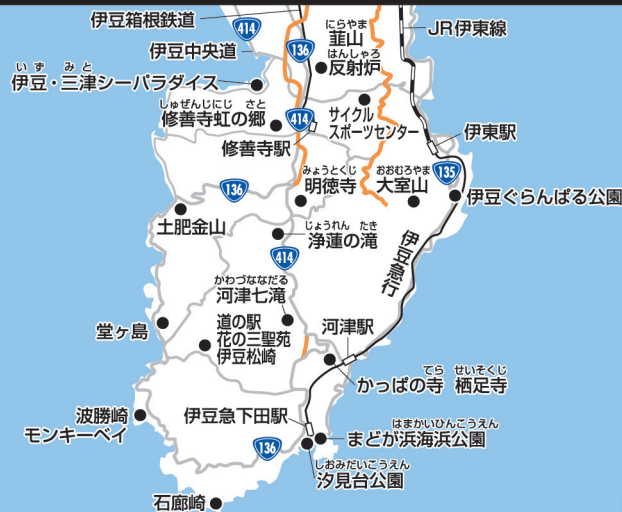 伊豆箱根鉄道
414
伊豆中央道
136
にらやま
韮山
はんしゃろ
反射炉
JR伊東線
いず みと
伊豆・三津シーパラダイス
しゅぜんじにじ さと
修善寺虹の郷
414
サイクル
スポーツセンター
修善寺駅
伊東駅
135
136
みょうとくじ
明徳寺
おおむろやま
大室山
伊豆ぐらんぱる公園
土肥金山
じょうれん たき
浄蓮の滝
414
伊豆急行
かわづななだる
河津七滝
堂ヶ島
道の駅
花の三聖苑
伊豆松崎
河津駅
てら せいそくじ
かっぱの寺 栖足寺
波勝崎
モンキーベイ
伊豆急下田駅
はまかいひんこうえん
まどが浜海浜公園
136
しおみだいこうえん
汐見台公園
石廊崎